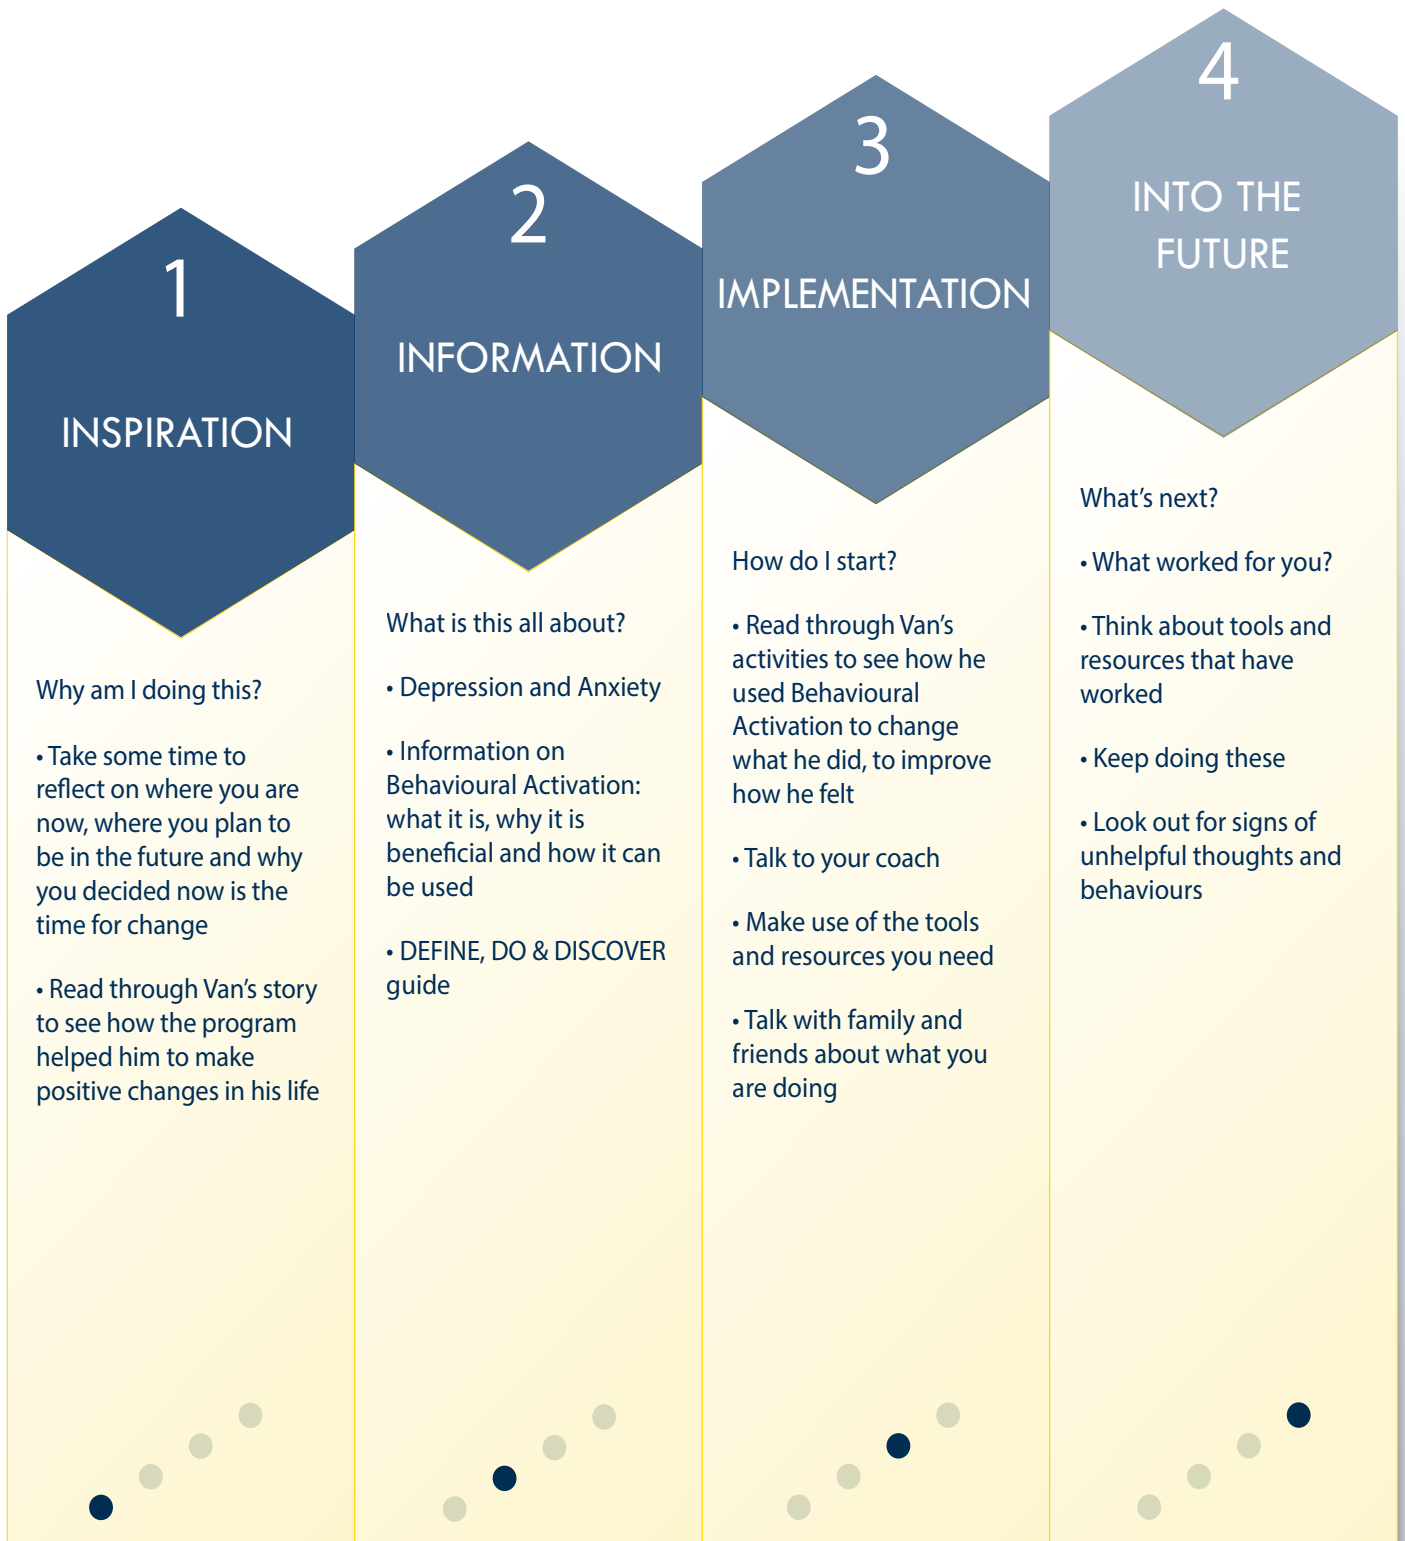 1
INSPIRATION
Why am I doing this?
• Take some time to
reflect on where you are
now, where you plan to
be in the future and why
you decided now is the
time for change
• Read through Van’s story
to see how the program
helped him to make
positive changes in his life
2
INFORMATION
What is this all about?
• Depression and Anxiety
• Information on
Behavioural Activation:
what it is, why it is
beneficial and how it can
be used
• DEFINE, DO & DISCOVER
guide
3
IMPLEMENTATION
How do I start?
• Read through Van’s
activities to see how he
used Behavioural
Activation to change
what he did, to improve
how he felt
• Talk to your coach
• Make use of the tools
and resources you need
• Talk with family and
friends about what you
are doing
4
INTO THE
FUTURE
What’s next?
• What worked for you?
• Think about tools and
resources that have
worked
• Keep doing these
• Look out for signs of
unhelpful thoughts and
behaviours